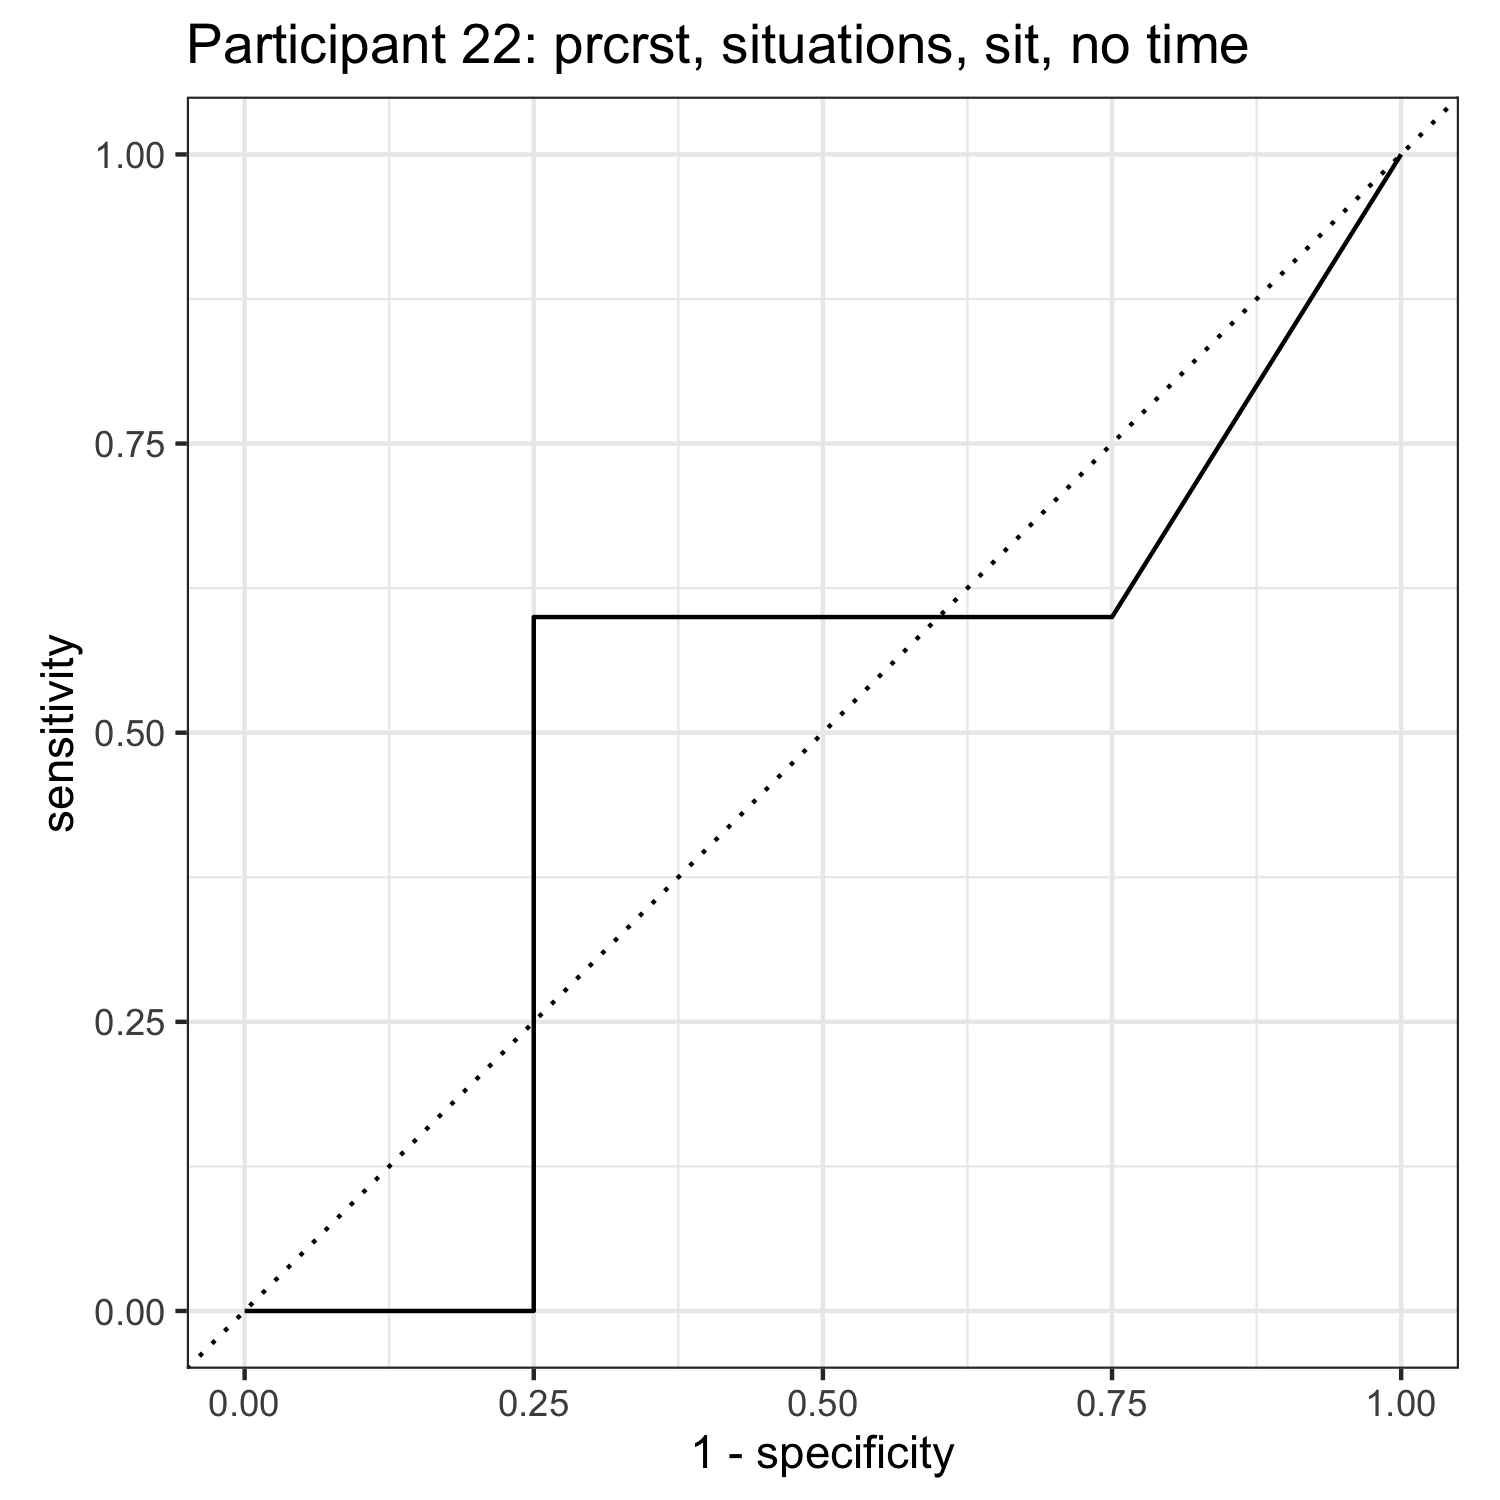 Participant 22: prcrst, situations, sit, no time
1.00
0.75
0.50
0.25
0.00
sensitivity
0.00 0.25 0.50 0.75 1.00
1 - specificity